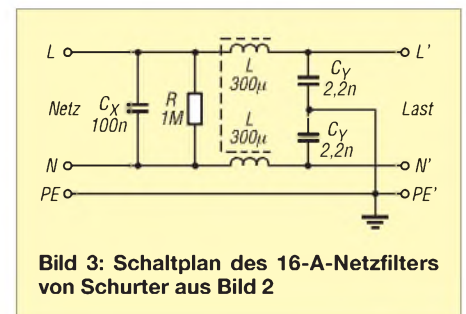 L
L'
L
300µ
C_Y
2,2n
Netz
C_X
100n
R
1M
Last
L
300µ
C_Y
2,2n
N
N'
PE
PE'
Bild 3: Schaltplan des 16-A-Netzfilters
von Schurter aus Bild 2